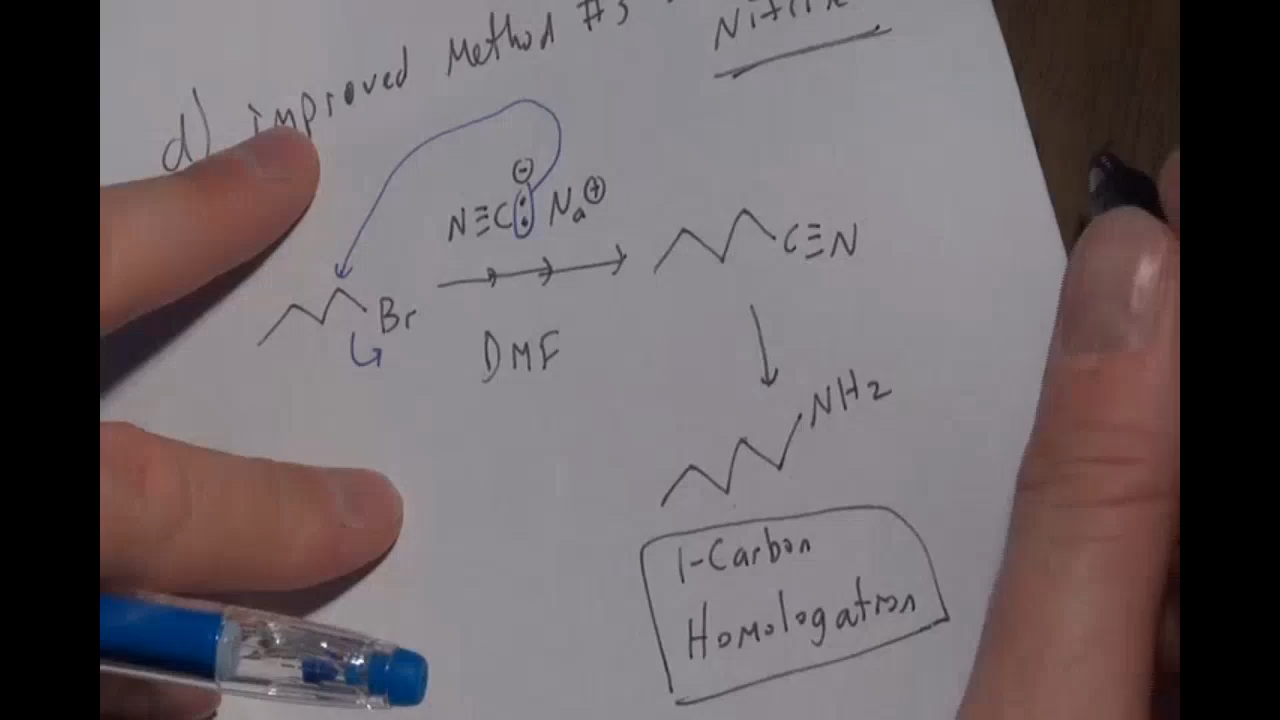 d) improved Method #3
N≡C:⊖ Na⊕
Br
DMF
C≡N
NH2
1-Carbon
Homologation